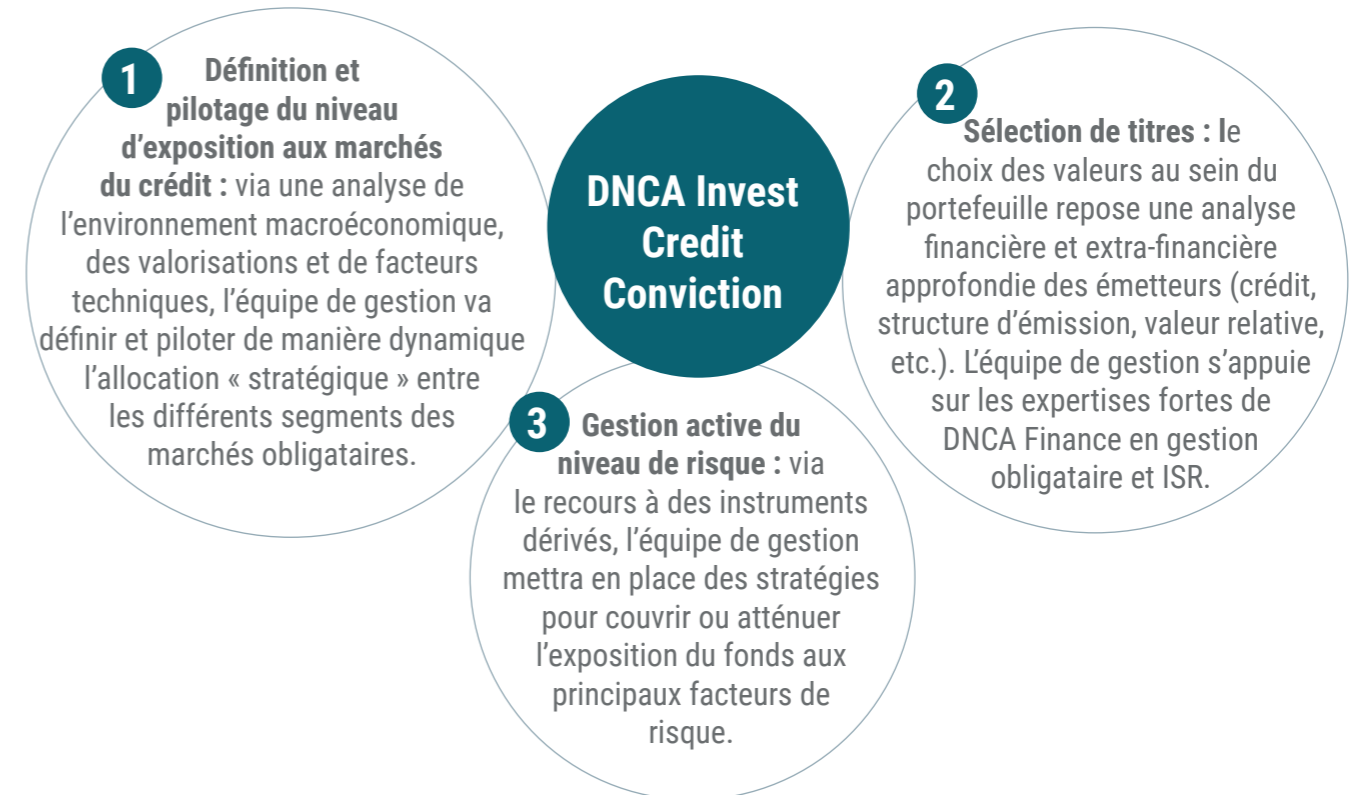 1
Définition et
pilotage du niveau
d’exposition aux marchés
du crédit : via une analyse de
l’environnement macroéconomique,
des valorisations et de facteurs
techniques, l’équipe de gestion va
définir et piloter de manière dynamique
l’allocation « stratégique » entre
les différents segments des
marchés obligataires.
DNCA Invest
Credit
Conviction
2
Sélection de titres : le
choix des valeurs au sein du
portefeuille repose une analyse
financière et extra-financière
approfondie des émetteurs (crédit,
structure d’émission, valeur relative,
etc.). L’équipe de gestion s’appuie
sur les expertises fortes de
DNCA Finance en gestion
obligataire et ISR.
3
Gestion active du
niveau de risque : via
le recours à des instruments
dérivés, l’équipe de gestion
mettra en place des stratégies
pour couvrir ou atténuer
l’exposition du fonds aux
principaux facteurs de
risque.